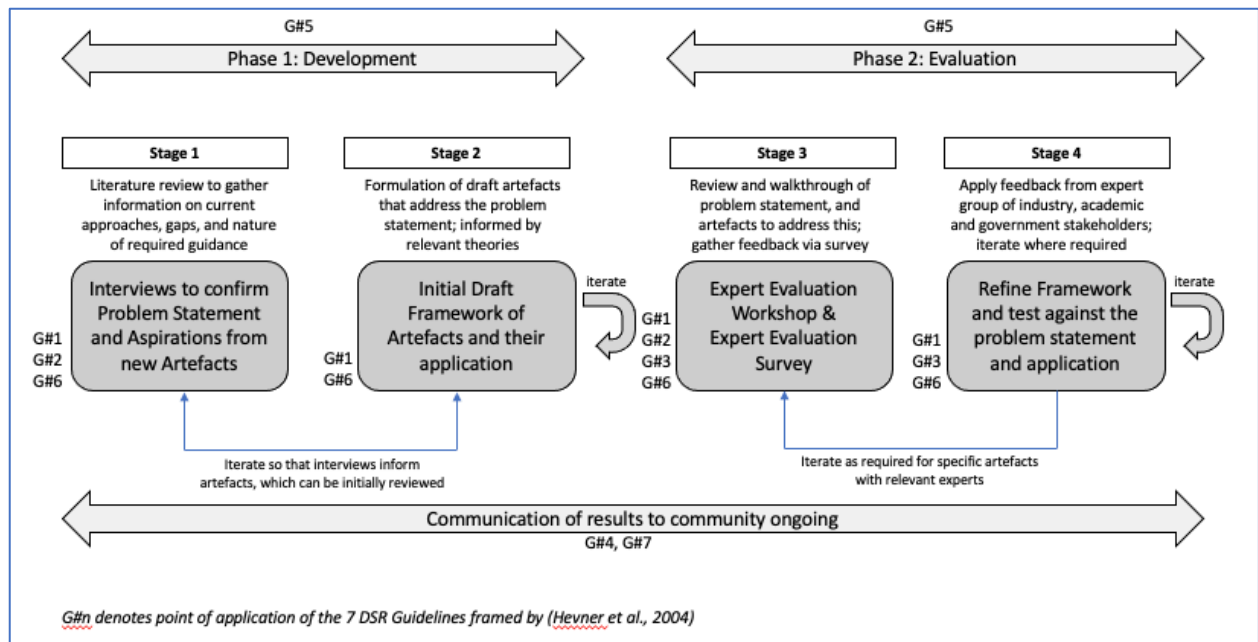 G#5
G#5
Phase 1: Development
Phase 2: Evaluation
Stage 1
Stage 2
Stage 3
Stage 4
Literature review to gather
information on current
approaches, gaps, and nature
of required guidance
Formulation of draft artefacts
that address the problem
statement; informed by
relevant theories
Review and walkthrough of
problem statement, and
artefacts to address this;
gather feedback via survey
Apply feedback from expert
group of industry, academic
and government stakeholders;
iterate where required
Interviews to confirm
Problem Statement
and Aspirations from
new Artefacts
G#1
G#2
G#6
Initial Draft
Framework of
Artefacts and their
application
iterate
G#1
G#6
Expert Evaluation
Workshop &
Expert Evaluation
Survey
G#1
G#2
G#3
G#6
Refine Framework
and test against the
problem statement
and application
iterate
G#1
G#3
G#6
Iterate so that interviews inform
artefacts, which can be initially reviewed
Iterate as required for specific artefacts
with relevant experts
Communication of results to community ongoing
G#4, G#7
G#n denotes point of application of the 7 DSR Guidelines framed by (Hevner et al., 2004)